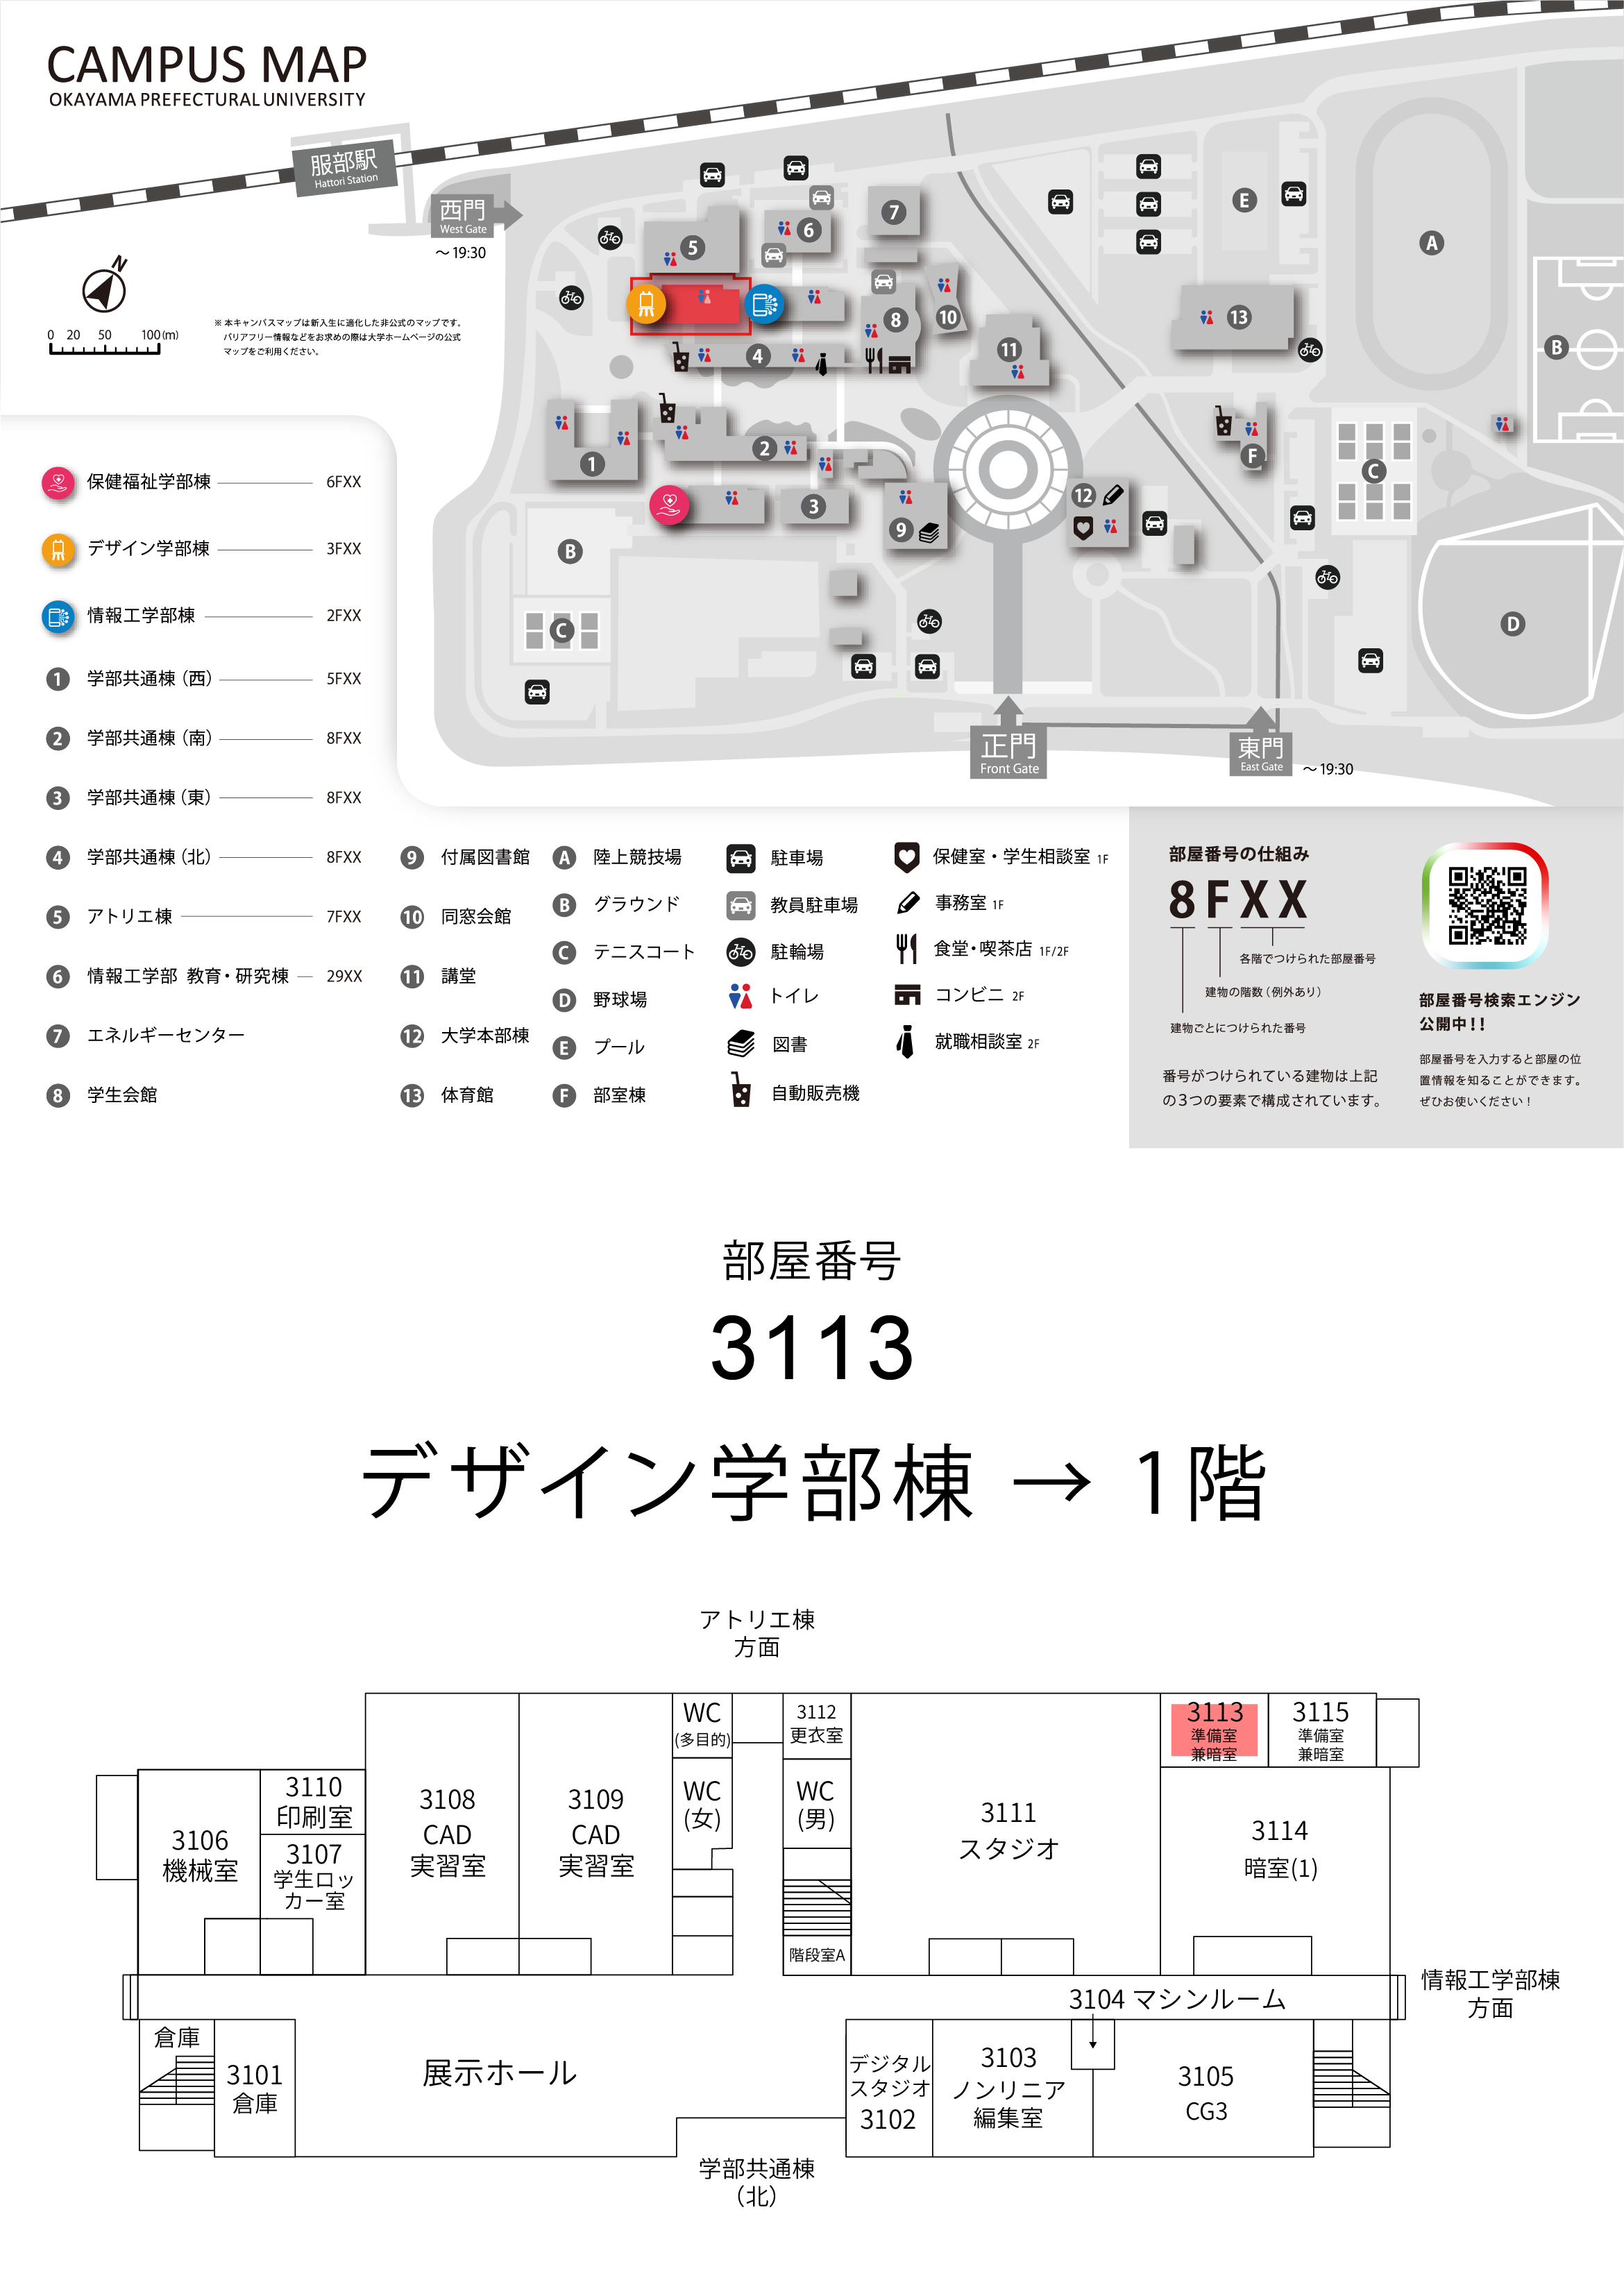 CAMPUS MAP
OKAYAMA PREFECTURAL UNIVERSITY
服部駅
Hattori Station
西門
West Gate
～19:30
N
0 20 50 100(m)
※ 本キャンパスマップは新入生に適化した非公式のマップです。
バリアフリー情報などをお求めの際は大学ホームページの公式
マップをご利用ください。
5
6
7
8
10
11
13
4
1
2
3
9
12
A
B
C
D
E
F
B
C
正門
Front Gate
東門
East Gate
～19:30
保健福祉学部棟 6FXX
デザイン学部棟 3FXX
情報工学部棟 2FXX
1 学部共通棟（西） 5FXX
2 学部共通棟（南） 8FXX
3 学部共通棟（東） 8FXX
4 学部共通棟（北） 8FXX
5 アトリエ棟 7FXX
6 情報工学部 教育・研究棟 29XX
7 エネルギーセンター
8 学生会館
9 付属図書館
10 同窓会館
11 講堂
12 大学本部棟
13 体育館
A 陸上競技場
B グラウンド
C テニスコート
D 野球場
E プール
F 部室棟
駐車場
教員駐車場
駐輪場
トイレ
図書
自動販売機
保健室・学生相談室 1F
事務室 1F
食堂・喫茶店 1F/2F
コンビニ 2F
就職相談室 2F
部屋番号の仕組み
8FXX
各階でつけられた部屋番号
建物の階数（例外あり）
建物ごとにつけられた番号
番号がつけられている建物は上記
の３つの要素で構成されています。
部屋番号検索エンジン
公開中！！
部屋番号を入力すると部屋の位
置情報を知ることができます。
ぜひお使いください！
部屋番号
3113
デザイン学部棟 → 1階
アトリエ棟
方面
3106
機械室
3110
印刷室
3107
学生ロッ
カー室
3108
CAD
実習室
3109
CAD
実習室
WC
(多目的)
WC
(女)
3112
更衣室
WC
(男)
階段室A
3111
スタジオ
3113
準備室
兼暗室
3115
準備室
兼暗室
3114
暗室(1)
3104 マシンルーム
情報工学部棟
方面
倉庫
3101
倉庫
展示ホール
デジタル
スタジオ
3102
3103
ノンリニア
編集室
3105
CG3
学部共通棟
（北）